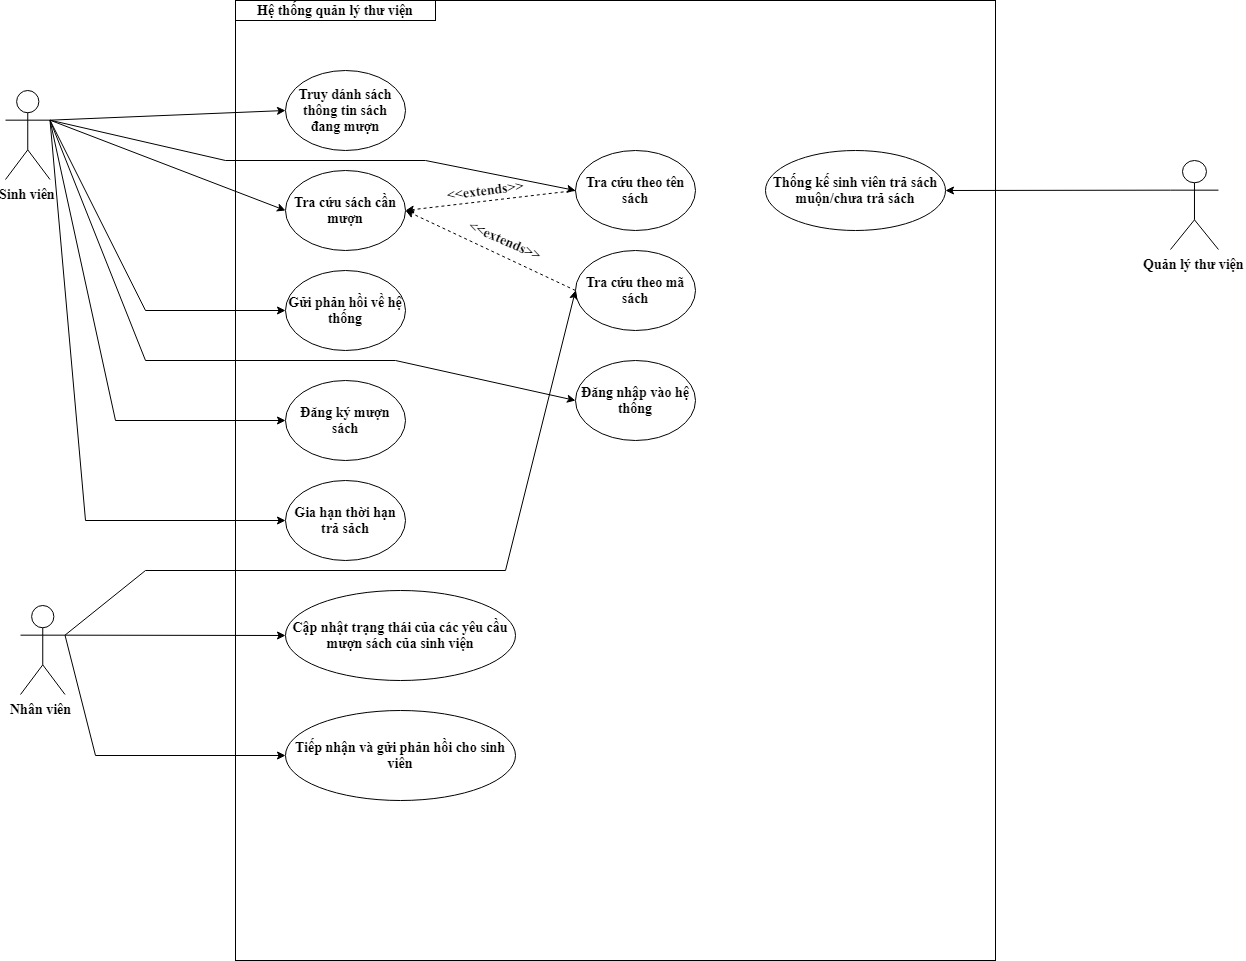 Hệ thống quản lý thư viện
Truy dánh sách
thông tin sách
đang mượn
Sinh viên
Tra cứu sách cần
mượn
<<extends>>
<<extends>>
Tra cứu theo tên
sách
Thống kế sinh viên trả sách
muộn/chưa trả sách
Quản lý thư viện
Tra cứu theo mã
sách
Gửi phản hồi về hệ
thống
Đăng nhập vào hệ
thống
Đăng ký mượn
sách
Gia hạn thời hạn
trả sách
Nhân viên
Cập nhật trạng thái của các yêu cầu
mượn sách của sinh viện
Tiếp nhận và gửi phản hồi cho sinh
viên